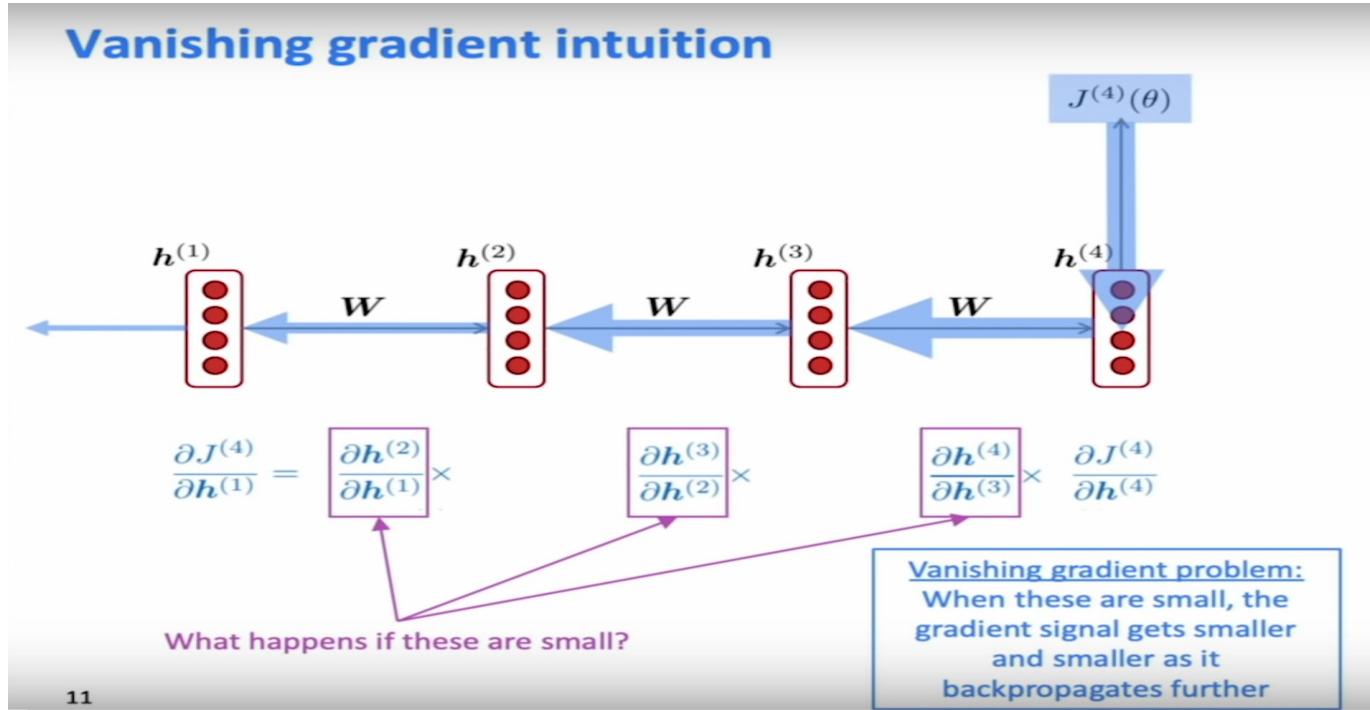 Vanishing gradient intuition
J⁽⁴⁾(θ)
h⁽¹⁾ h⁽²⁾ h⁽³⁾ h⁽⁴⁾
W W W
∂J⁽⁴⁾/∂h⁽¹⁾ = ∂h⁽²⁾/∂h⁽¹⁾ × ∂h⁽³⁾/∂h⁽²⁾ × ∂h⁽⁴⁾/∂h⁽³⁾ × ∂J⁽⁴⁾/∂h⁽⁴⁾
What happens if these are small?
Vanishing gradient problem:
When these are small, the
gradient signal gets smaller
and smaller as it
backpropagates further
11